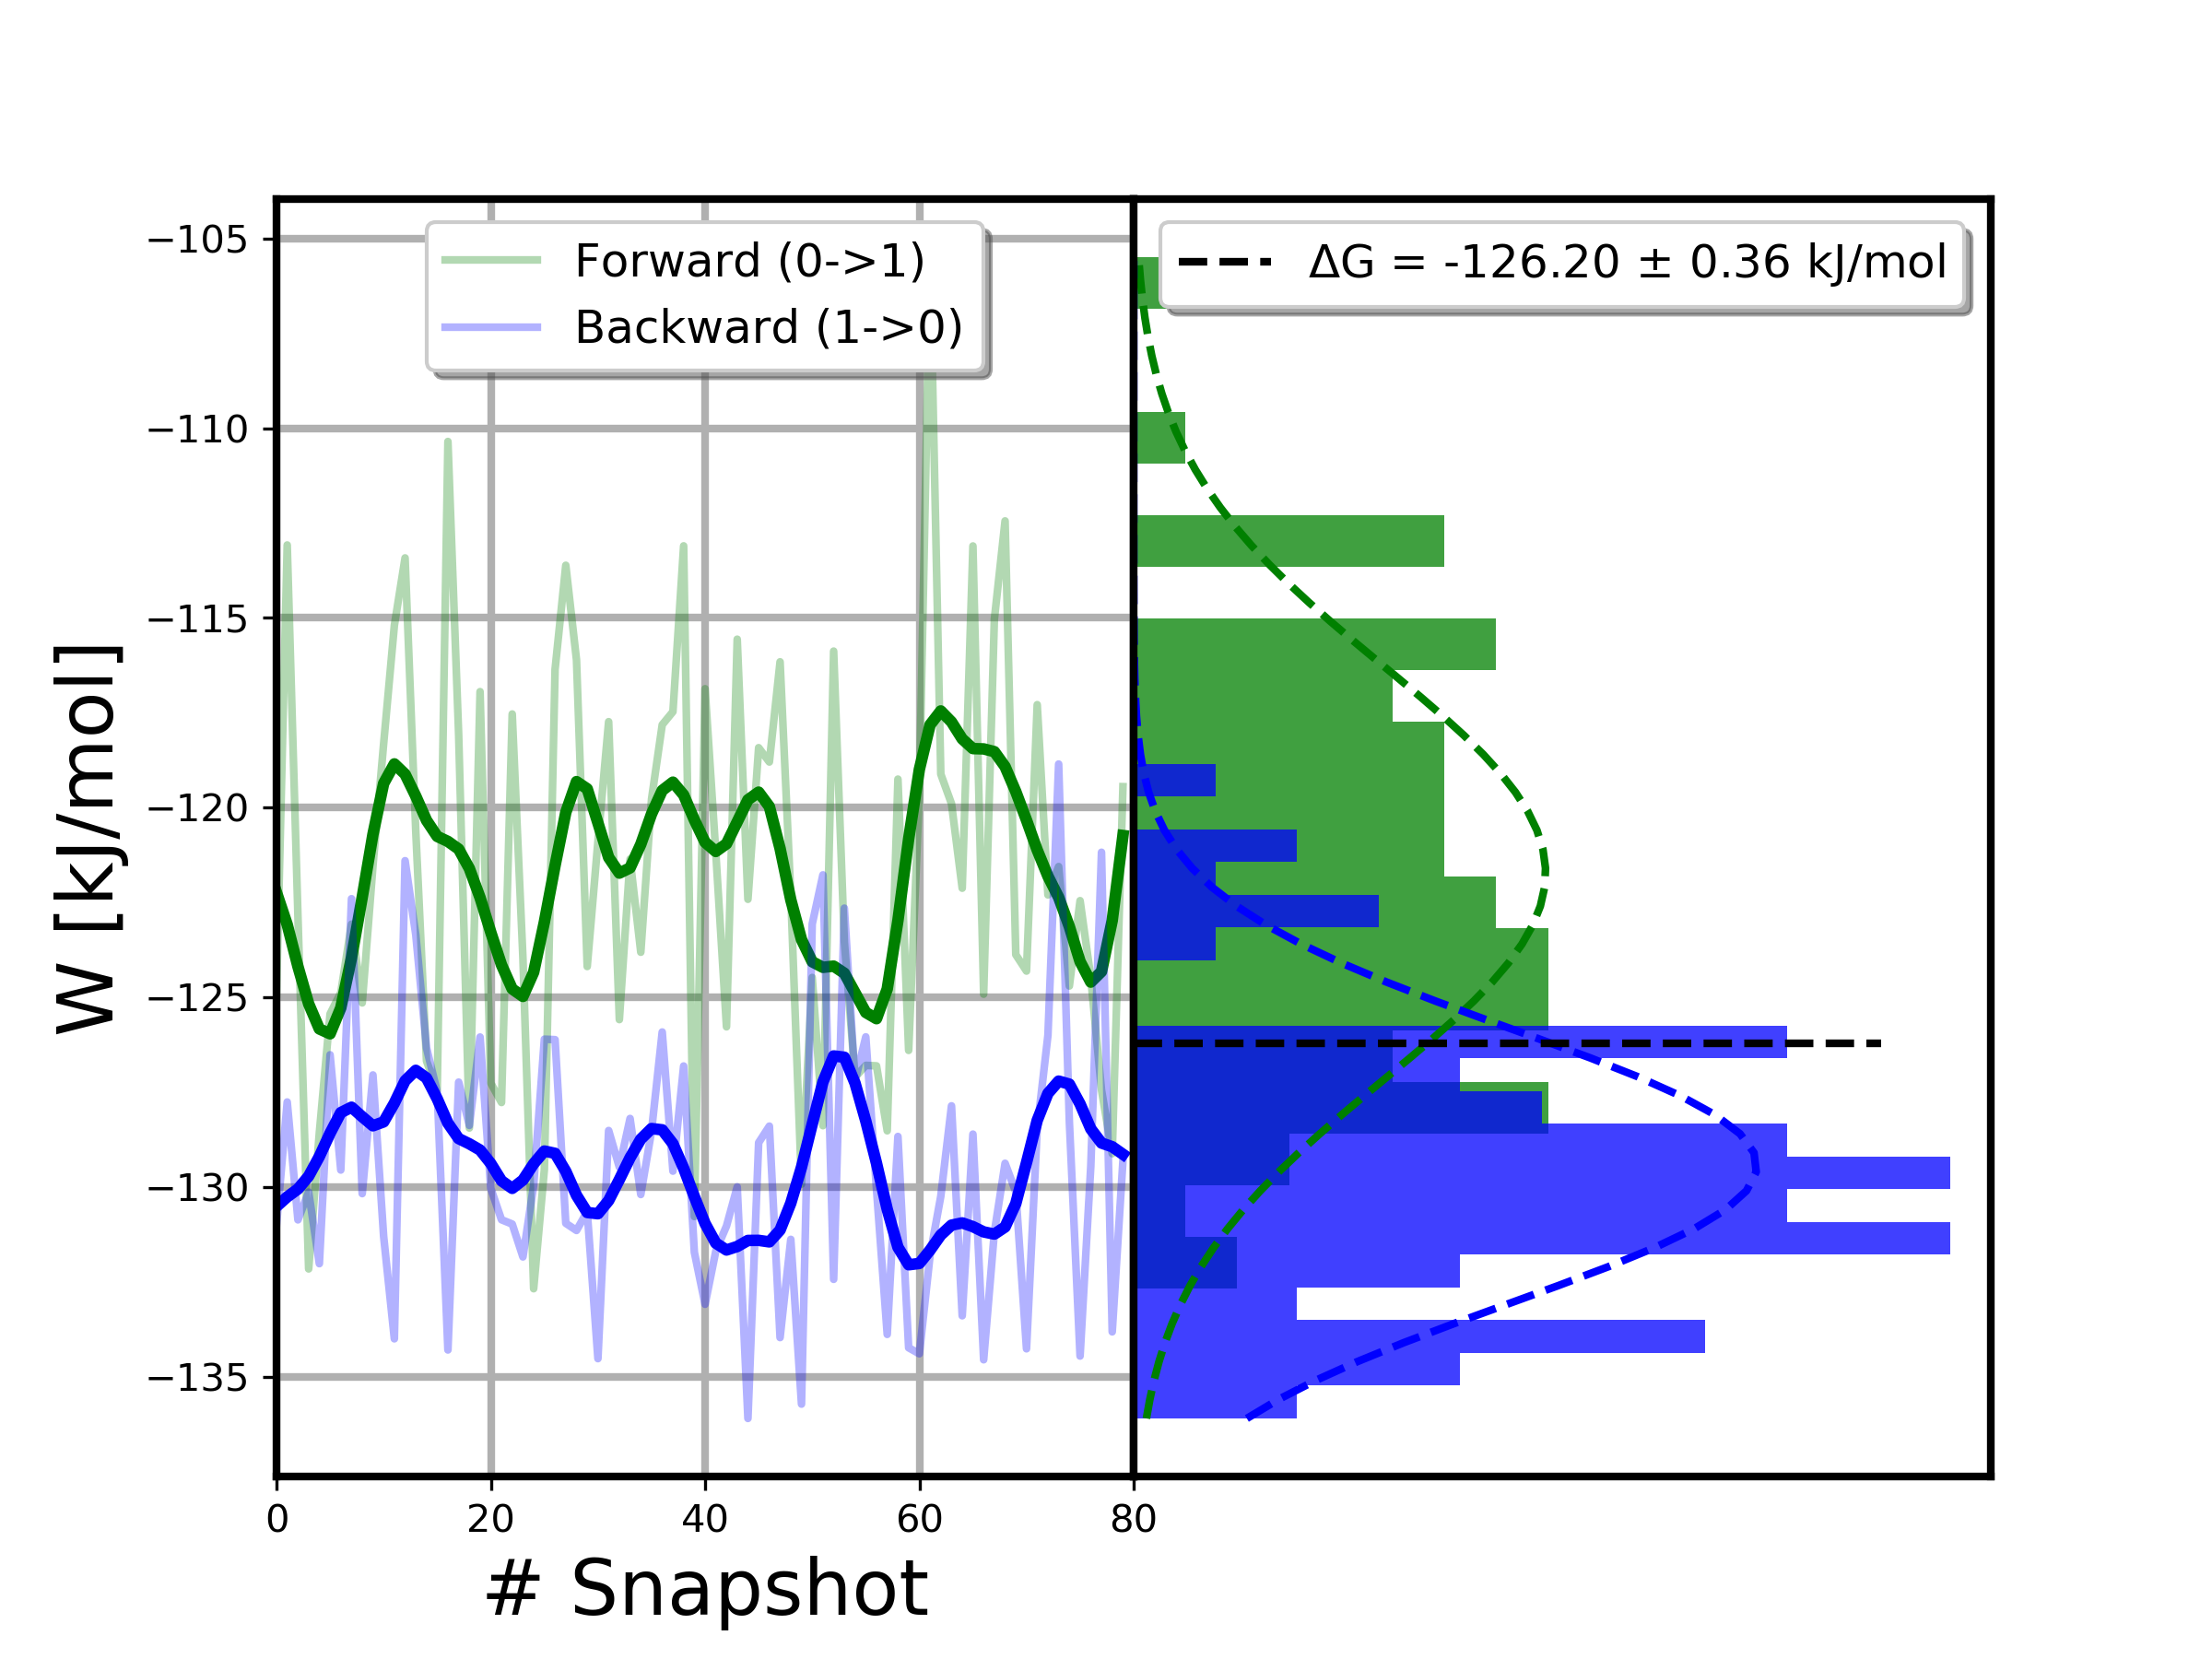 Forward (0->1)
Backward (1->0)
ΔG = -126.20 ± 0.36 kJ/mol
W [kJ/mol]
−105
−110
−115
−120
−125
−130
−135
0 20 40 60 80
# Snapshot